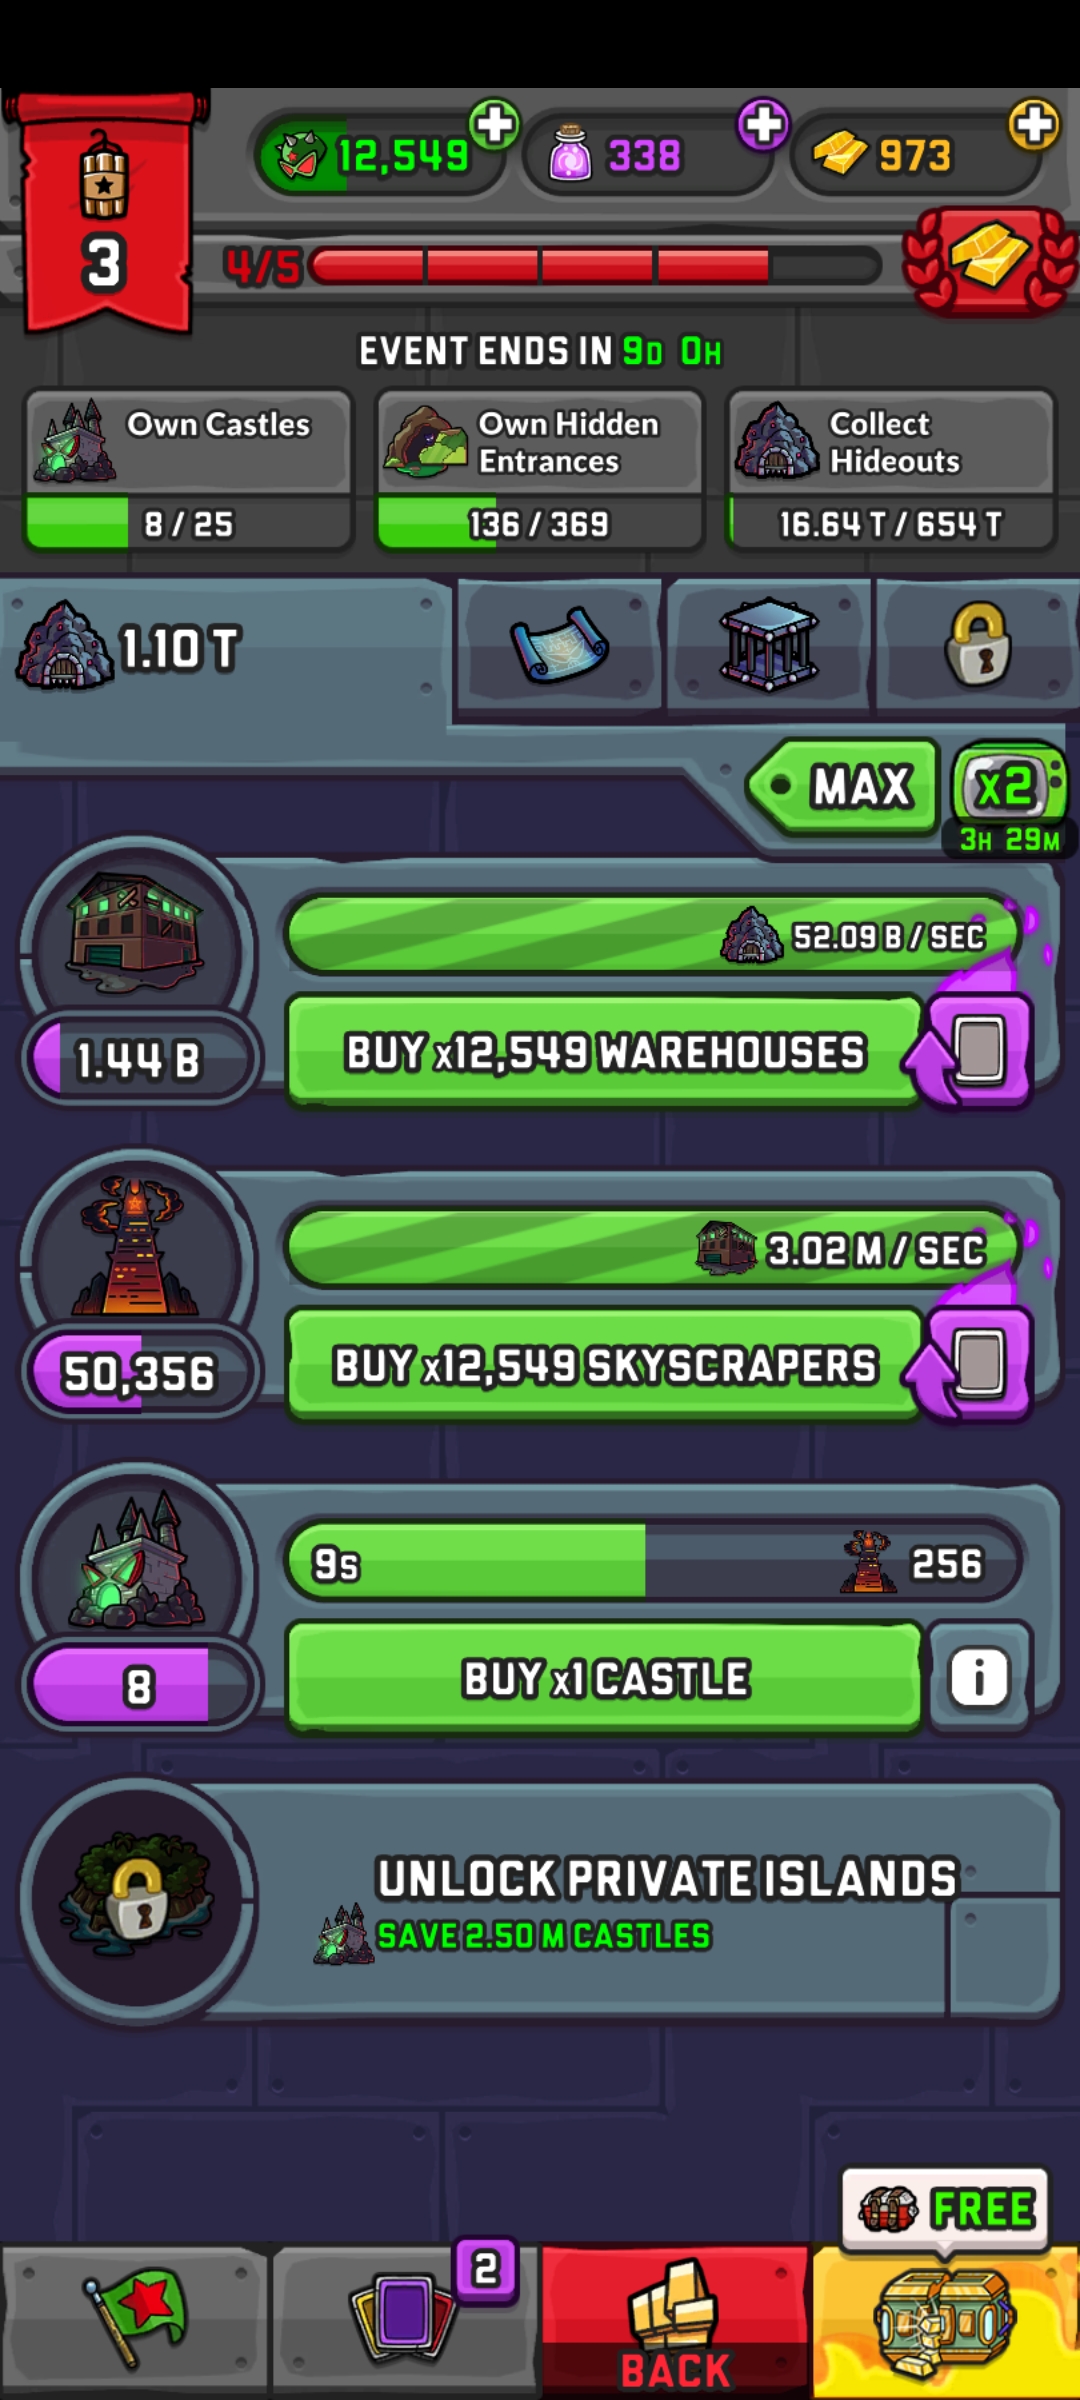 12,549
338
973
3
4/5
EVENT ENDS IN 9D 0H
Own Castles
8 / 25
Own Hidden
Entrances
136 / 369
Collect
Hideouts
16.64 T / 654 T
1.10 T
MAX
x2
3H 29M
52.09 B / SEC
BUY x12,549 WAREHOUSES
1.44 B
3.02 M / SEC
BUY x12,549 SKYSCRAPERS
50,356
9S
256
BUY x1 CASTLE
i
8
UNLOCK PRIVATE ISLANDS
SAVE 2.50 M CASTLES
FREE
2
BACK